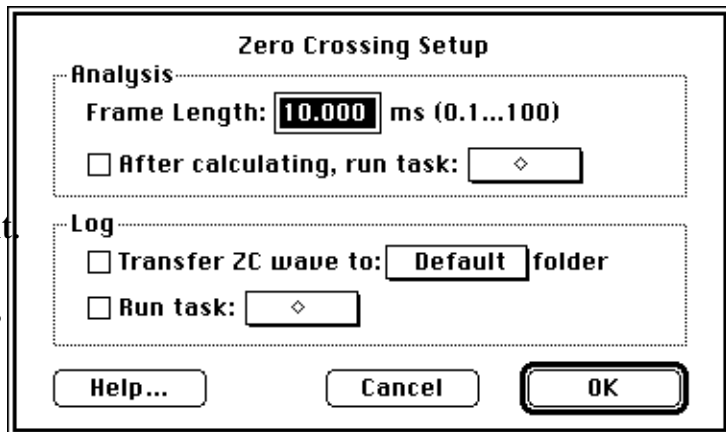 Zero Crossing Setup
Analysis
Frame Length: 10.000 ms (0.1...100)
After calculating, run task:
t.
Log
Transfer ZC wave to: Default folder
Run task:
Help... Cancel OK